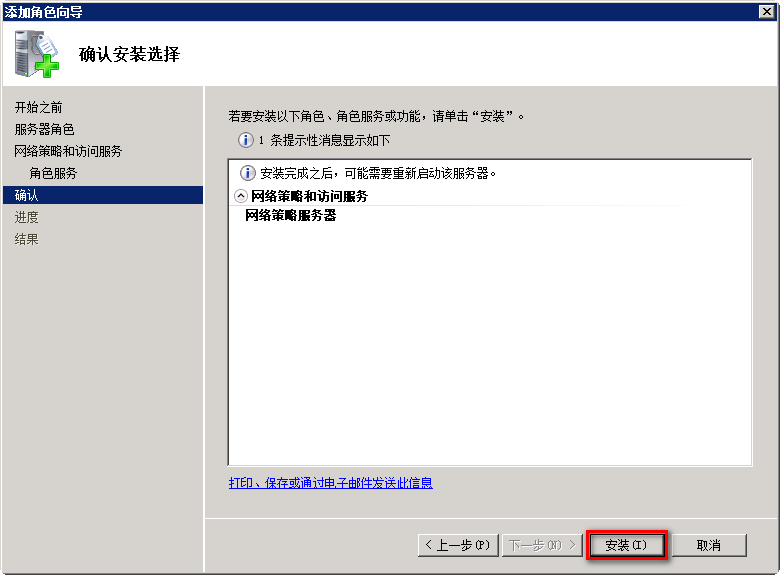 添加角色向导
确认安装选择
开始之前
服务器角色
网络策略和访问服务
角色服务
确认
进度
结果
若要安装以下角色、角色服务或功能，请单击“安装”。
1 条提示性消息显示如下
安装完成之后，可能需要重新启动该服务器。
网络策略和访问服务
网络策略服务器
打印、保存或通过电子邮件发送此信息
< 上一步(P) 下一步(N) > 安装(I) 取消